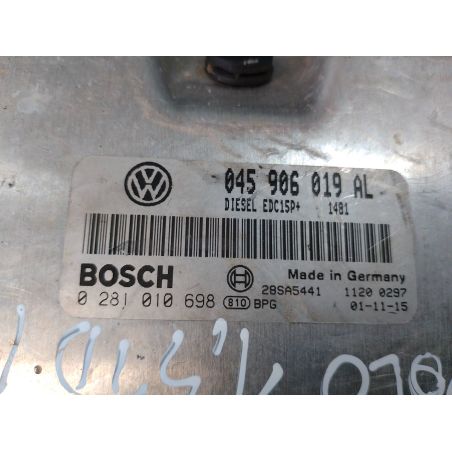 045 906 019 AL
DIESEL EDC15P+ 1481
BOSCH
Made in Germany
0 281 010 698 810 BPG
28SA5441 1120 0297
01-11-15